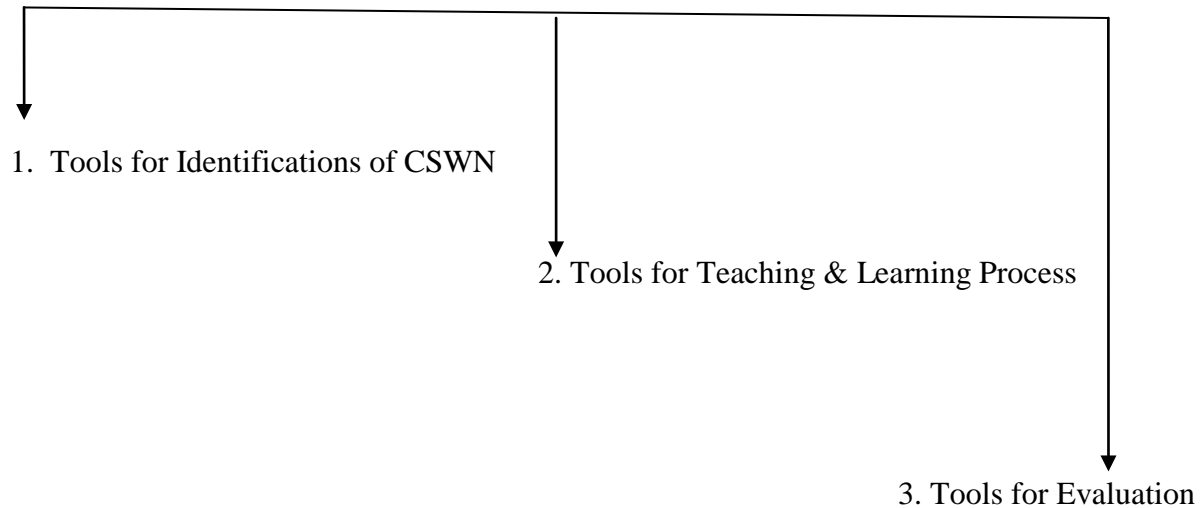 1. Tools for Identifications of CSWN
2. Tools for Teaching & Learning Process
3. Tools for Evaluation